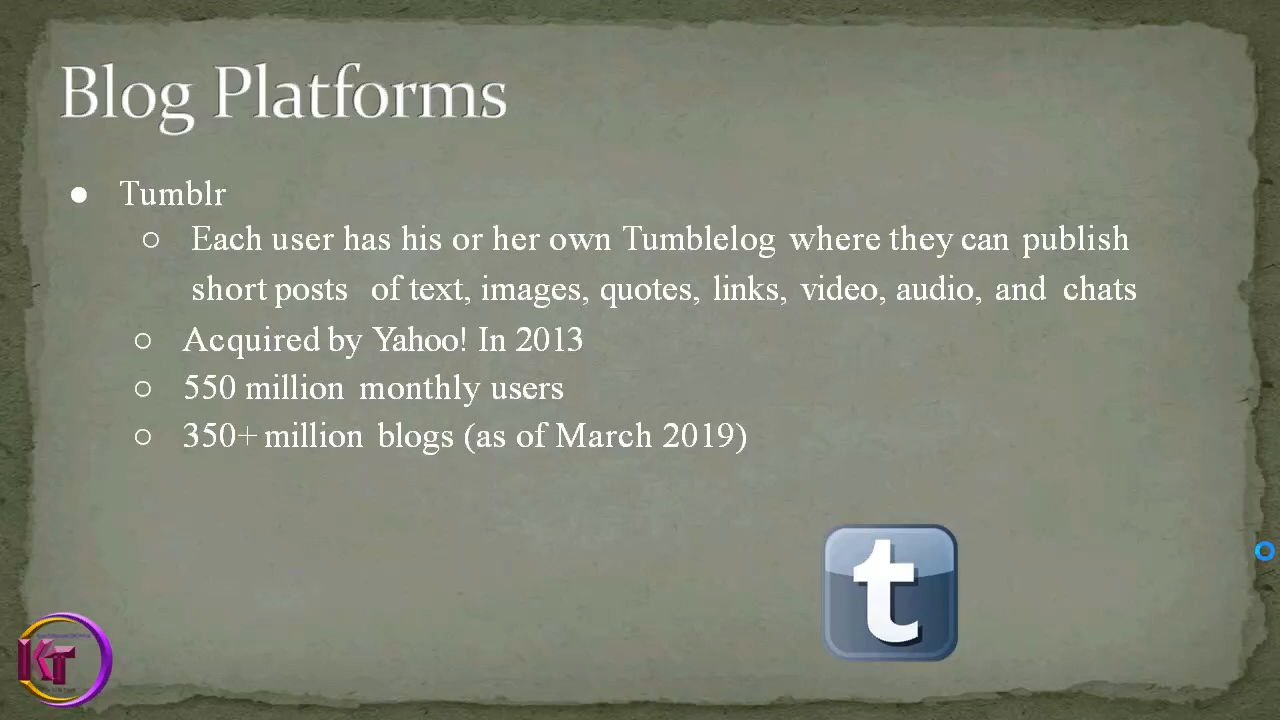 Blog Platforms
● Tumblr
○ Each user has his or her own Tumblelog where they can publish
short posts of text, images, quotes, links, video, audio, and chats
○ Acquired by Yahoo! In 2013
○ 550 million monthly users
○ 350+ million blogs (as of March 2019)
t
KT